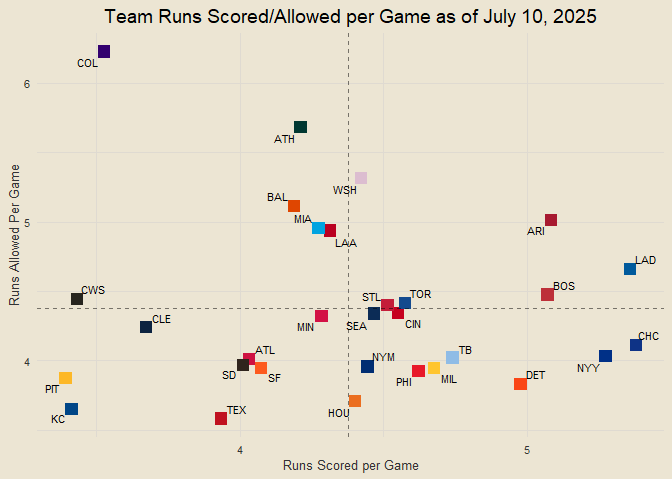 Team Runs Scored/Allowed per Game as of July 10, 2025
COL
6
ATH
WSH
BAL
MIA
5
LAA
ARI
LAD
CWS
BOS
STL
TOR
CLE
MIN
SEA
CIN
CHC
ATL
NYM
TB
4
SD
SF
PHI
MIL
DET
NYY
PIT
KC
TEX
HOU
4
5
Runs Scored per Game
Runs Allowed Per Game